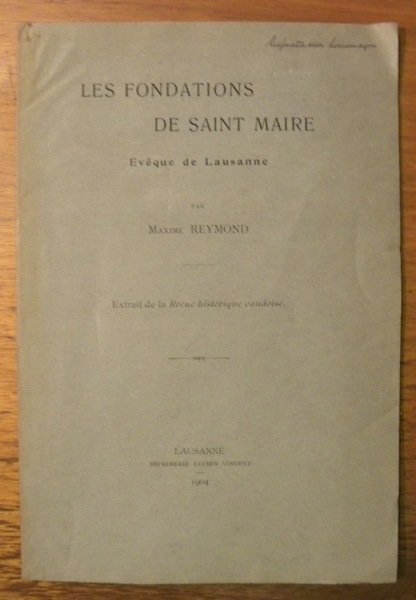 hommage
LES FONDATIONS
DE SAINT MAIRE
Evêque de Lausanne
PAR
MAXIME REYMOND
Extrait de la Revue historique vaudoise.
LAUSANNE
IMPRIMERIE LUCIEN VINCENT
1904